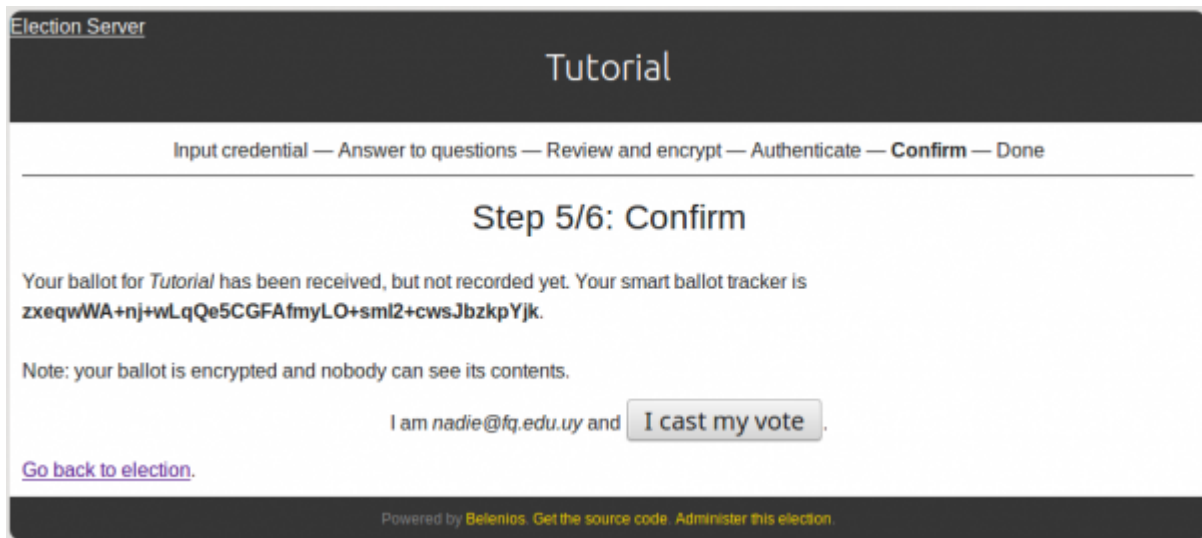 Election Server
Tutorial
Input credential — Answer to questions — Review and encrypt — Authenticate — Confirm — Done
Step 5/6: Confirm
Your ballot for Tutorial has been received, but not recorded yet. Your smart ballot tracker is
zxeqwWA+nj+wLqQe5CGFAfmyLO+sml2+cwsJbzkpYjk.
Note: your ballot is encrypted and nobody can see its contents.
I am nadie@fq.edu.uy and I cast my vote.
Go back to election.
Powered by Belenios. Get the source code. Administer this election.